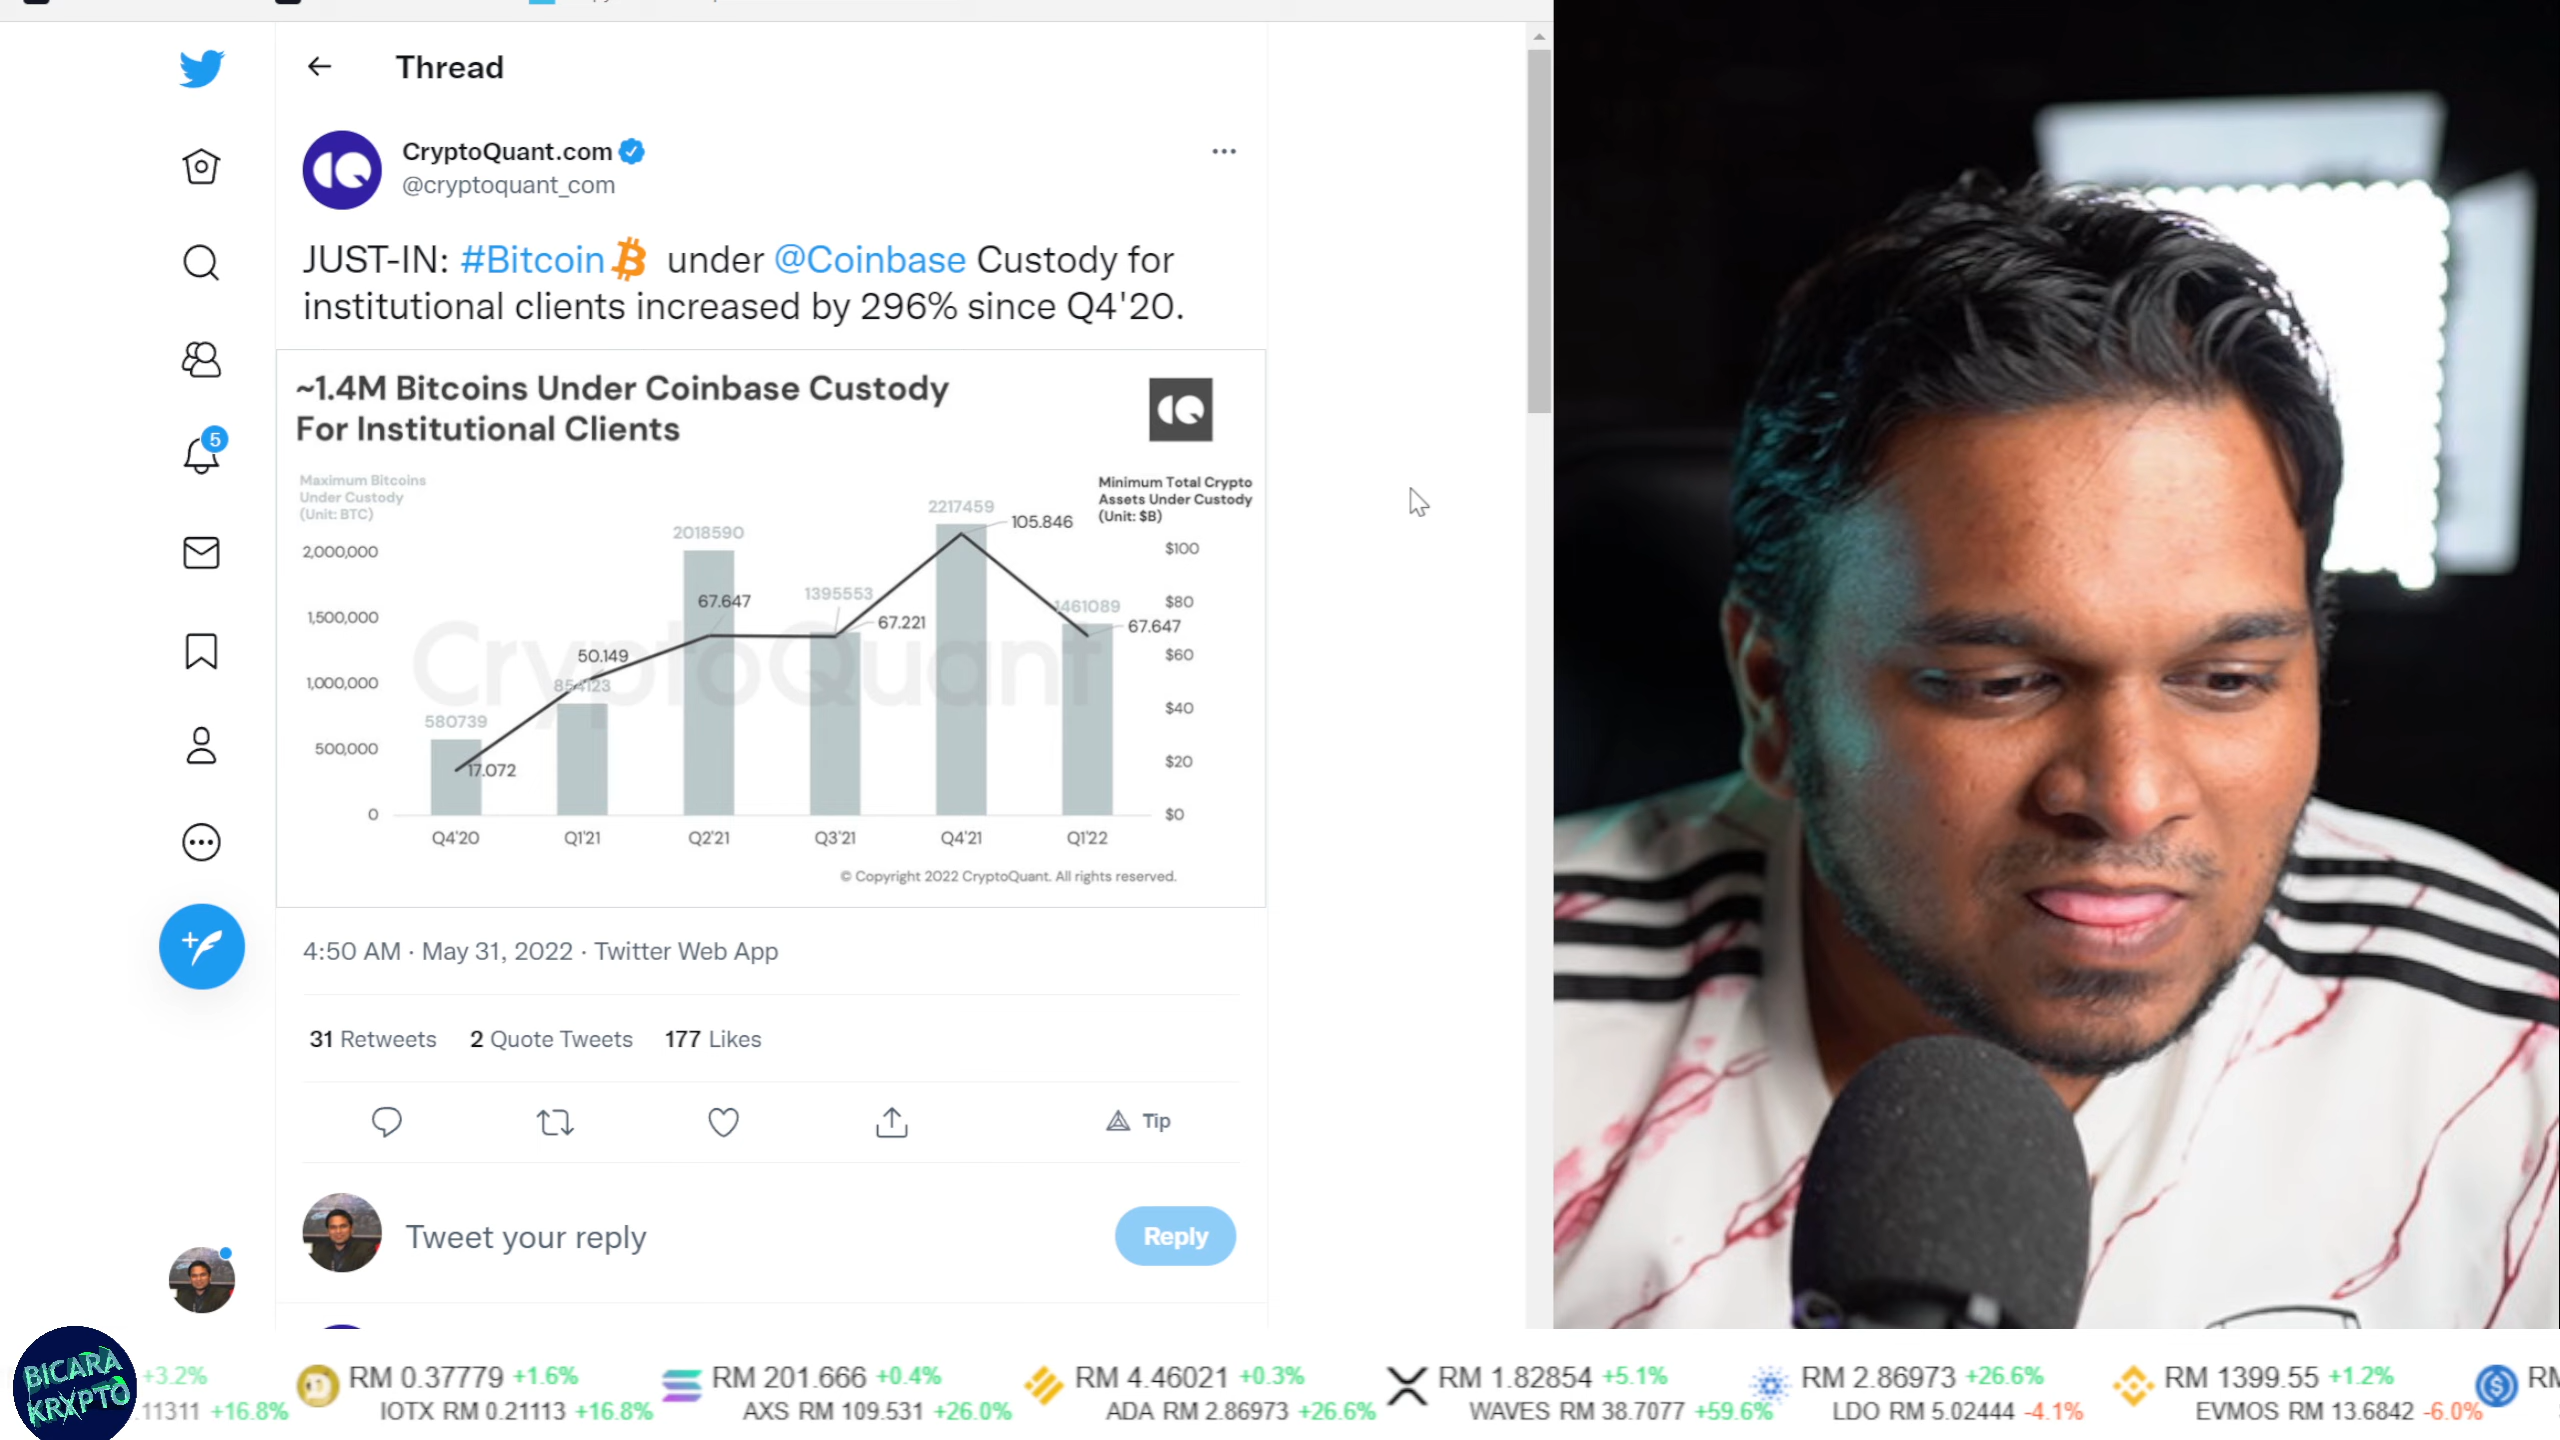 Thread
CryptoQuant.com
@cryptoquant_com
JUST-IN: #Bitcoin under @Coinbase Custody for
institutional clients increased by 296% since Q4'20.
~1.4M Bitcoins Under Coinbase Custody
For Institutional Clients
Maximum Bitcoins
Under Custody
(Unit: BTC)
Minimum Total Crypto
Assets Under Custody
(Unit: $B)
2,000,000
1,500,000
1,000,000
500,000
0
580739
854123
2018590
1395553
2217459
1461089
17.072
50.149
67.647
67.221
105.846
67.647
$100
$80
$60
$40
$20
$0
Q4'20 Q1'21 Q2'21 Q3'21 Q4'21 Q1'22
CryptoQuant
© Copyright 2022 CryptoQuant. All rights reserved.
4:50 AM · May 31, 2022 · Twitter Web App
31 Retweets 2 Quote Tweets 177 Likes
Tip
Tweet your reply
Reply
5
BICARA
KRYPTO
+3.2% RM 0.37779 +1.6% RM 201.666 +0.4% RM 4.46021 +0.3% RM 1.82854 +5.1% RM 2.86973 +26.6% RM 1399.55 +1.2%
.11311 +16.8% IOTX RM 0.21113 +16.8% AXS RM 109.531 +26.0% ADA RM 2.86973 +26.6% WAVES RM 38.7077 +59.6% LDO RM 5.02444 -4.1% EVMOS RM 13.6842 -6.0%